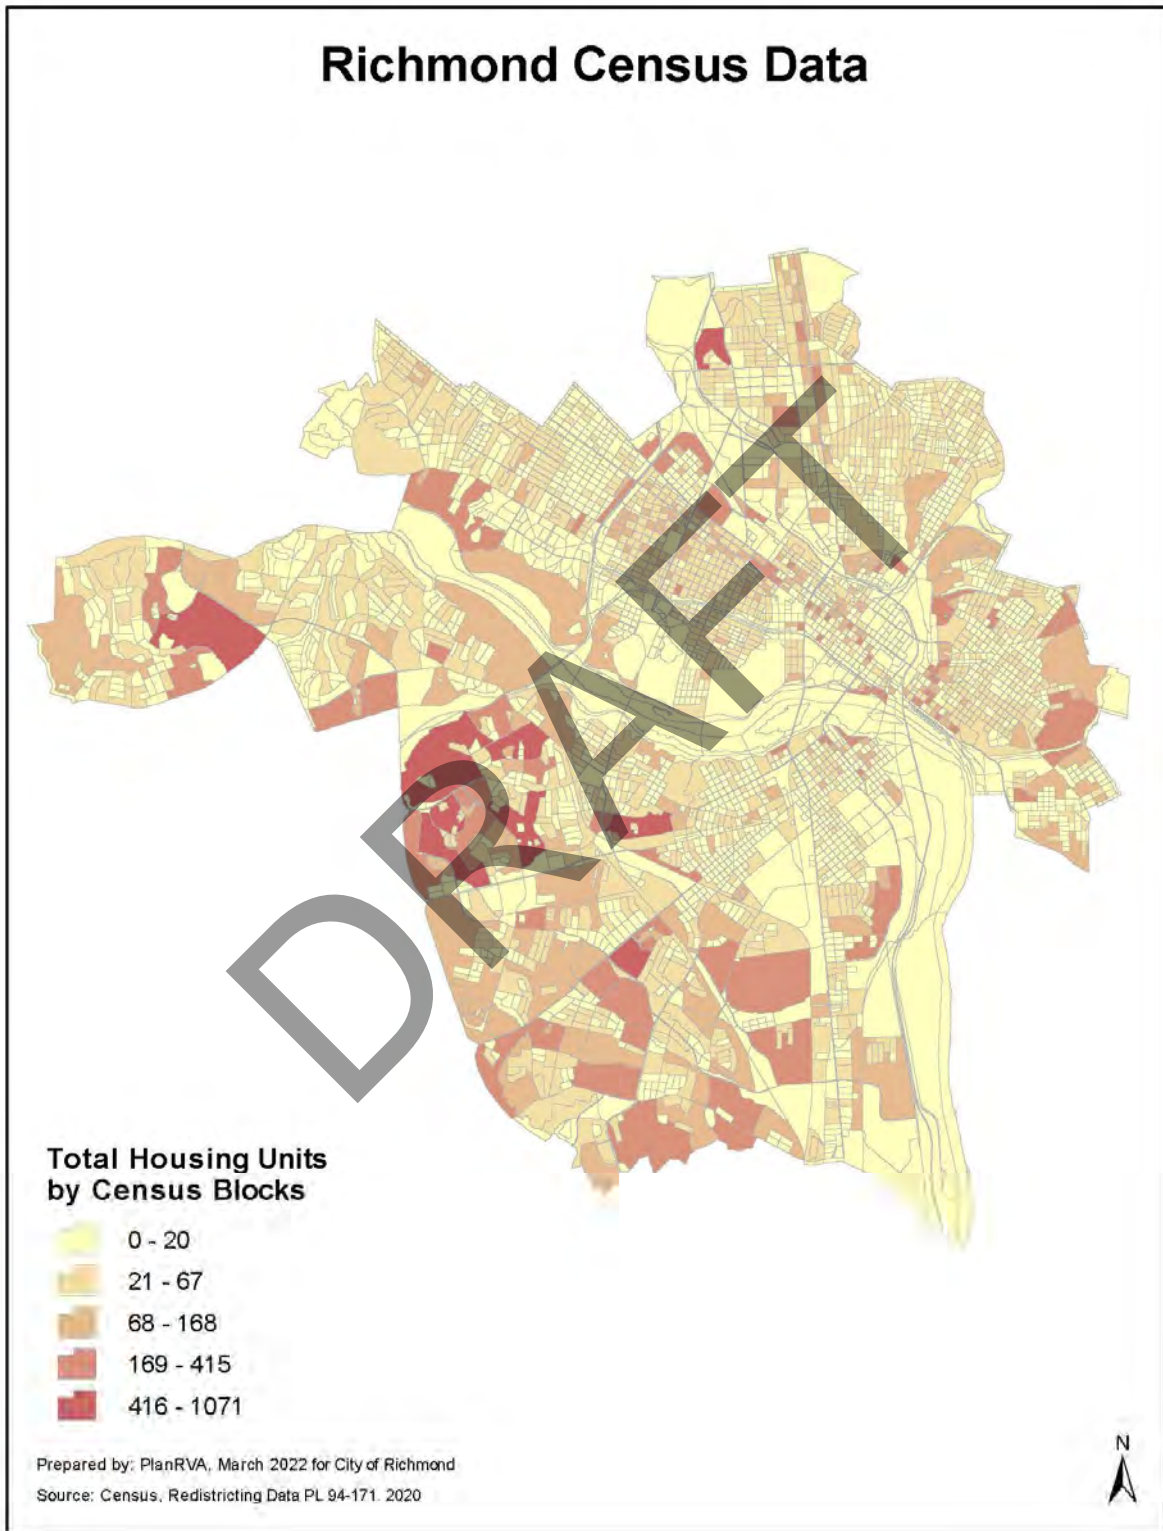 Richmond Census Data
DRAFT
Total Housing Units
by Census Blocks
0 - 20
21 - 67
68 - 168
169 - 415
416 - 1071
Prepared by: PlanRVA, March 2022 for City of Richmond
Source: Census, Redistricting Data PL 94-171. 2020
N